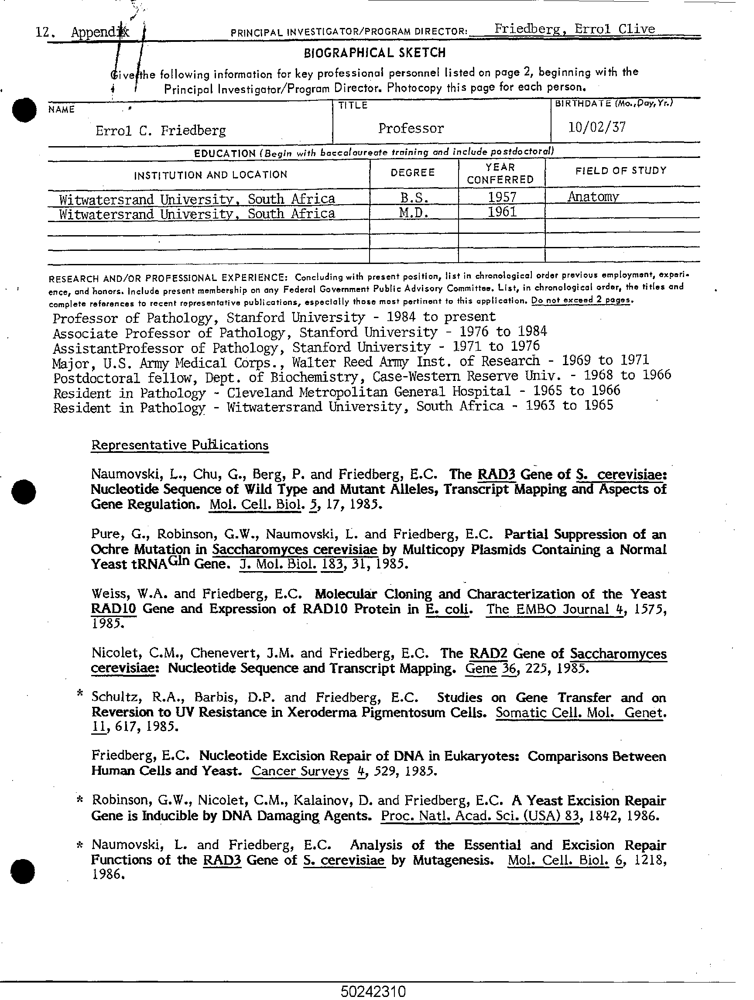 12. Appendix PRINCIPAL INVESTIGATOR/PROGRAM DIRECTOR: Friedberg, Errol Clive
BIOGRAPHICAL SKETCH
Give the following information for key professional personnel listed on page 2, beginning with the
Principal Investigator/Program Director. Photocopy this page for each person.
NAME TITLE BIRTHDATE (Mo., Day, Yr.)
Errol C. Friedberg Professor 10/02/37
EDUCATION (Begin with baccalaureate training and include postdoctoral)
INSTITUTION AND LOCATION DEGREE YEAR CONFERRED FIELD OF STUDY
Witwatersrand University, South Africa B.S. 1957 Anatomy
Witwatersrand University, South Africa M.D. 1961
RESEARCH AND/OR PROFESSIONAL EXPERIENCE: Concluding with present position, list in chronological order previous employment, experi-
ence, and honors. Include present membership on any Federal Government Public Advisory Committee. List, in chronological order, the titles and
complete references to recent representative publications, especially those most pertinent to this application. Do not exceed 2 pages.
Professor of Pathology, Stanford University - 1984 to present
Associate Professor of Pathology, Stanford University - 1976 to 1984
AssistantProfessor of Pathology, Stanford University - 1971 to 1976
Major, U.S. Army Medical Corps., Walter Reed Army Inst. of Research - 1969 to 1971
Postdoctoral fellow, Dept. of Biochemistry, Case-Western Reserve Univ. - 1968 to 1966
Resident in Pathology - Cleveland Metropolitan General Hospital - 1965 to 1966
Resident in Pathology - Witwatersrand University, South Africa - 1963 to 1965
Representative Publications
Naumovski, L., Chu, G., Berg, P. and Friedberg, E.C. The RAD3 Gene of S. cerevisiae:
Nucleotide Sequence of Wild Type and Mutant Alleles, Transcript Mapping and Aspects of
Gene Regulation. Mol. Cell. Biol. 5, 17, 1985.
Pure, G., Robinson, G.W., Naumovski, L. and Friedberg, E.C. Partial Suppression of an
Ochre Mutation in Saccharomyces cerevisiae by Multicopy Plasmids Containing a Normal
Yeast tRNAGln Gene. J. Mol. Biol. 183, 31, 1985.
Weiss, W.A. and Friedberg, E.C. Molecular Cloning and Characterization of the Yeast
RAD10 Gene and Expression of RAD10 Protein in E. coli. The EMBO Journal 4, 1575,
1985.
Nicolet, C.M., Chenevert, J.M. and Friedberg, E.C. The RAD2 Gene of Saccharomyces
cerevisiae: Nucleotide Sequence and Transcript Mapping. Gene 36, 225, 1985.
* Schultz, R.A., Barbis, D.P. and Friedberg, E.C. Studies on Gene Transfer and on
Reversion to UV Resistance in Xeroderma Pigmentosum Cells. Somatic Cell. Mol. Genet.
11, 617, 1985.
Friedberg, E.C. Nucleotide Excision Repair of DNA in Eukaryotes: Comparisons Between
Human Cells and Yeast. Cancer Surveys 4, 529, 1985.
* Robinson, G.W., Nicolet, C.M., Kalainov, D. and Friedberg, E.C. A Yeast Excision Repair
Gene is Inducible by DNA Damaging Agents. Proc. Natl. Acad. Sci. (USA) 83, 1842, 1986.
* Naumovski, L. and Friedberg, E.C. Analysis of the Essential and Excision Repair
Functions of the RAD3 Gene of S. cerevisiae by Mutagenesis. Mol. Cell. Biol. 6, 1218,
1986.
50242310